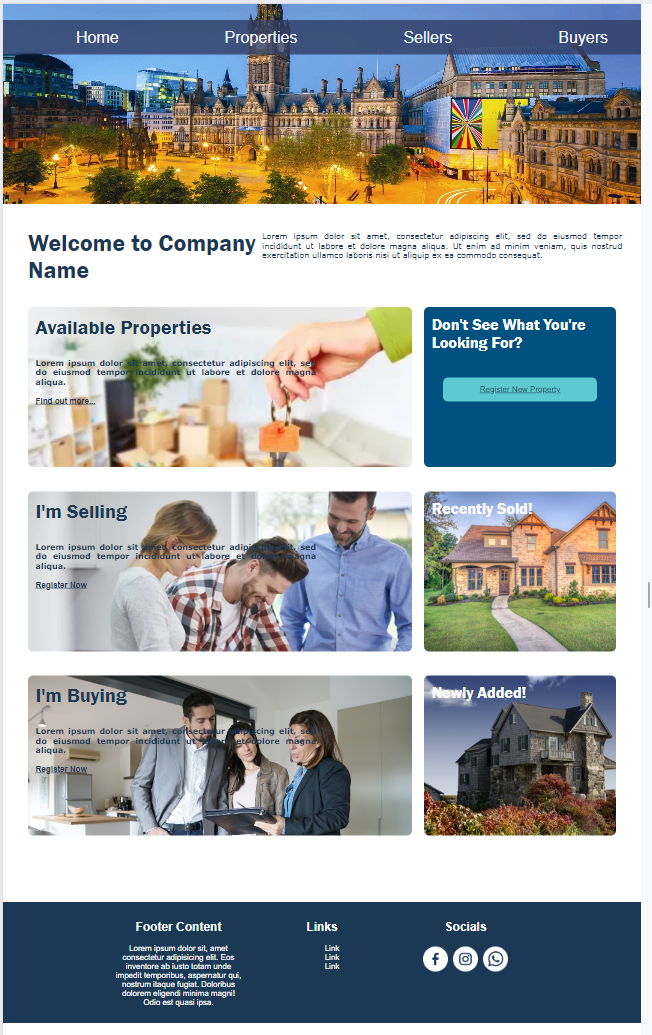 Home Properties Sellers Buyers
Welcome to Company
Name
Lorem ipsum dolor sit amet, consectetur adipiscing elit, sed do eiusmod tempor
incididunt ut labore et dolore magna aliqua. Ut enim ad minim veniam, quis nostrud
exercitation ullamco laboris nisi ut aliquip ex ea commodo consequat.
Available Properties
Lorem ipsum dolor sit amet, consectetur adipiscing elit, sed
do eiusmod tempor incididunt ut labore et dolore magna
aliqua.
Find out more...
Don't See What You're
Looking For?
Register New Property
I'm Selling
Lorem ipsum dolor sit amet, consectetur adipiscing elit, sed
do eiusmod tempor incididunt ut labore et dolore magna
aliqua.
Register Now
Recently Sold!
I'm Buying
Lorem ipsum dolor sit amet, consectetur adipiscing elit, sed
do eiusmod tempor incididunt ut labore et dolore magna
aliqua.
Register Now
Newly Added!
Footer Content
Lorem ipsum dolor sit, amet
consectetur adipisicing elit. Eos
inventore ab iusto totam unde
impedit temporibus, aspernatur qui,
nostrum itaque fugiat. Doloribus
dolorem eligendi minima magni!
Odio est quasi ipsa.
Links
Link
Link
Link
Socials